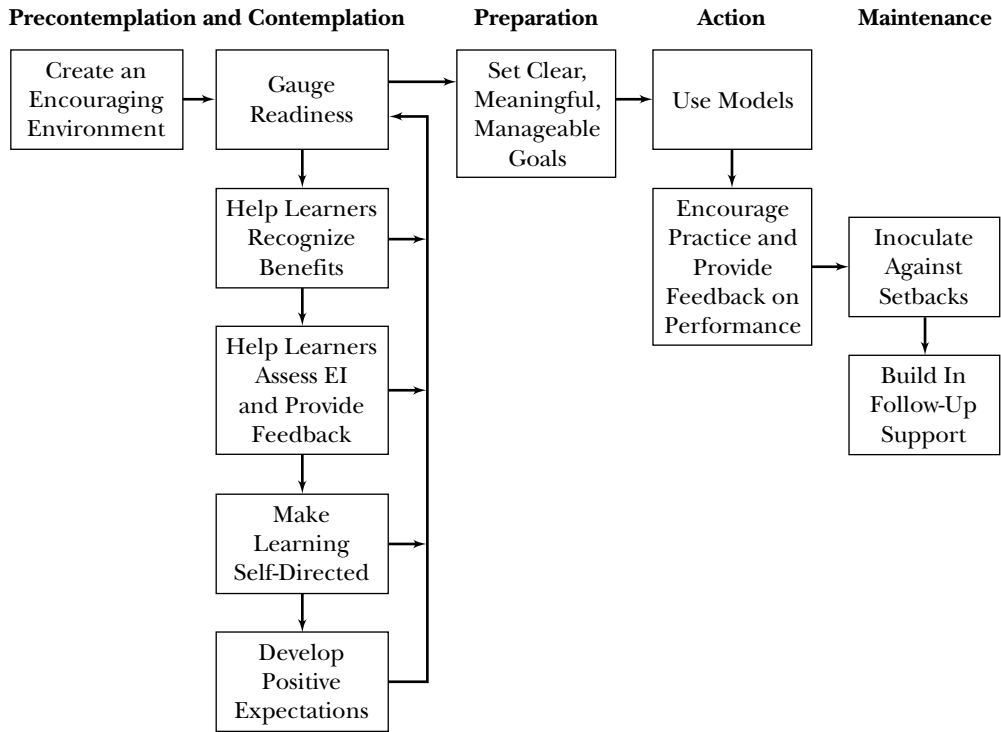 Precontemplation and Contemplation
Preparation
Action
Maintenance
Create an
Encouraging
Environment
Gauge
Readiness
Set Clear,
Meaningful,
Manageable
Goals
Use Models
Help Learners
Recognize
Benefits
Encourage
Practice and
Provide
Feedback on
Performance
Inoculate
Against
Setbacks
Help Learners
Assess EI
and Provide
Feedback
Build In
Follow-Up
Support
Make
Learning
Self-Directed
Develop
Positive
Expectations